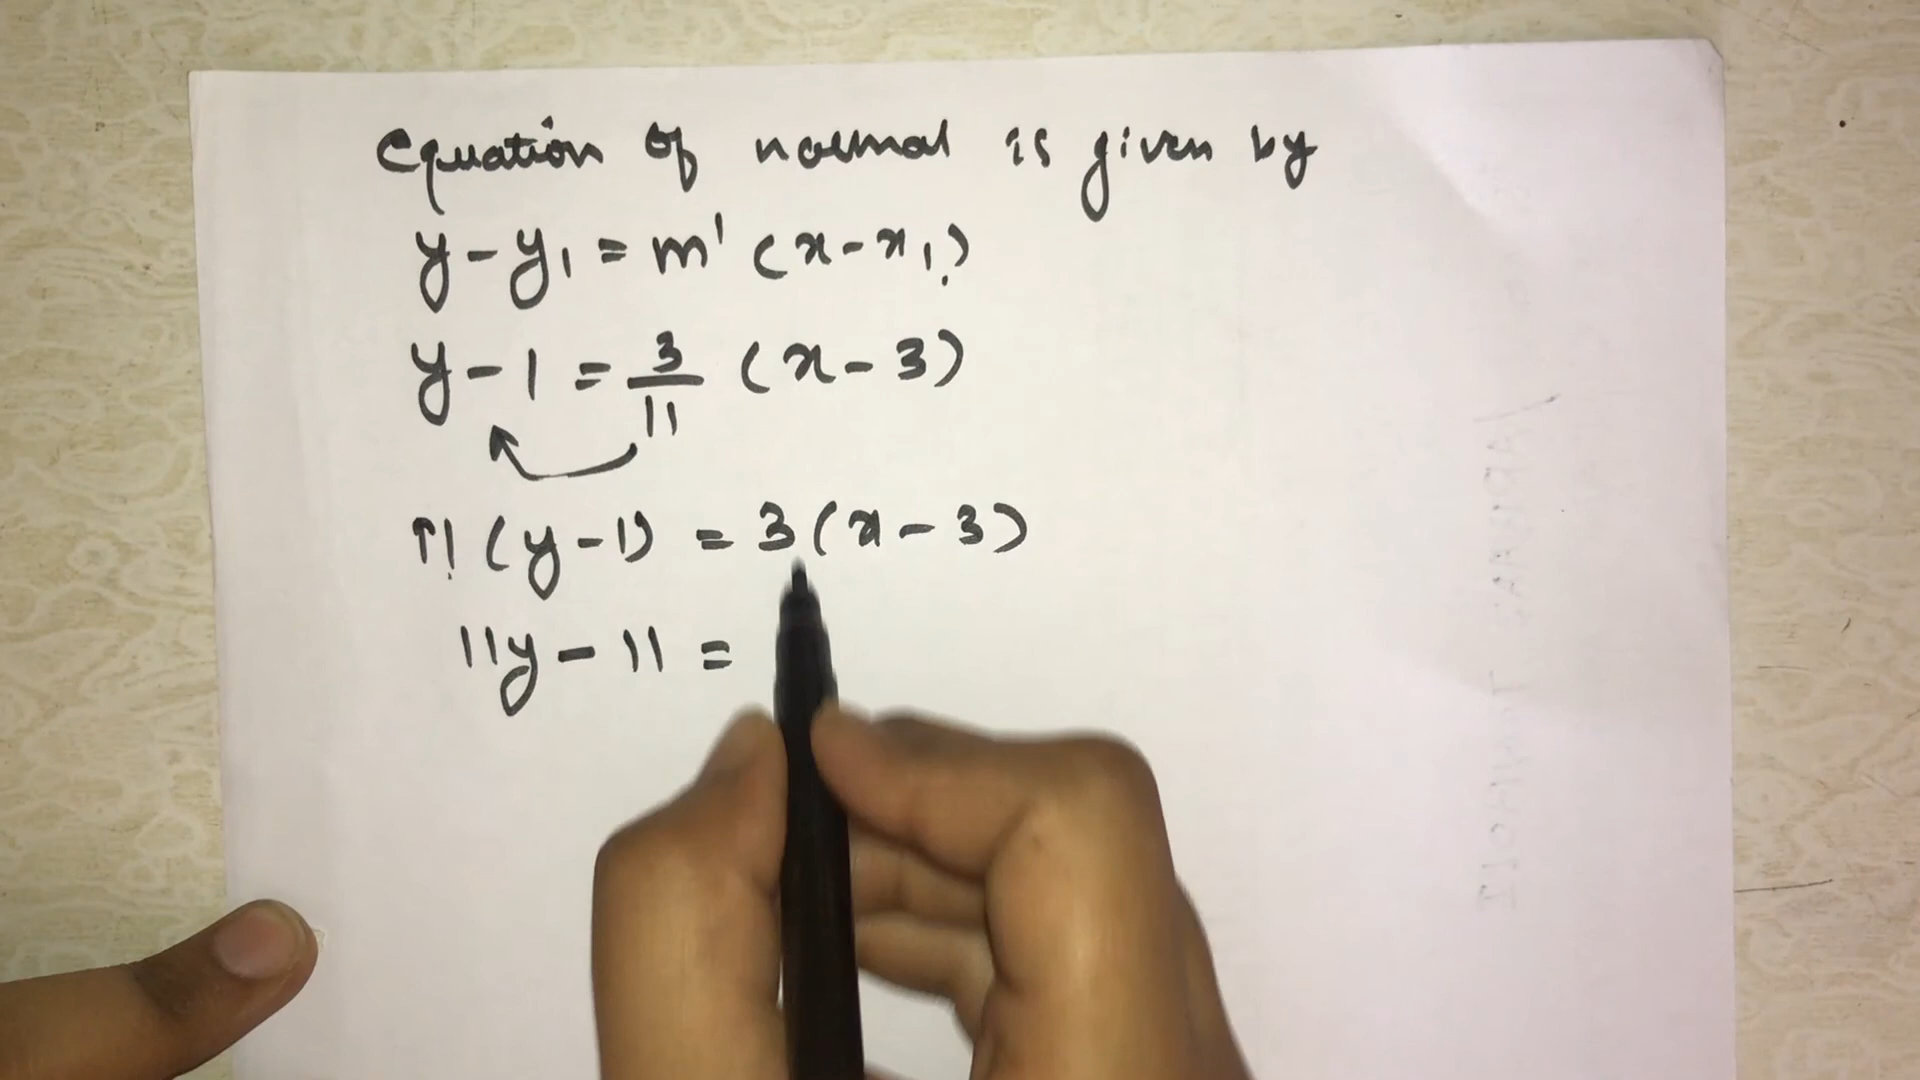 equation of normal is given by
y - y₁ = m' (x - x₁)
y - 1 = 3/11 (x - 3)
11 (y - 1) = 3 (x - 3)
11y - 11 =